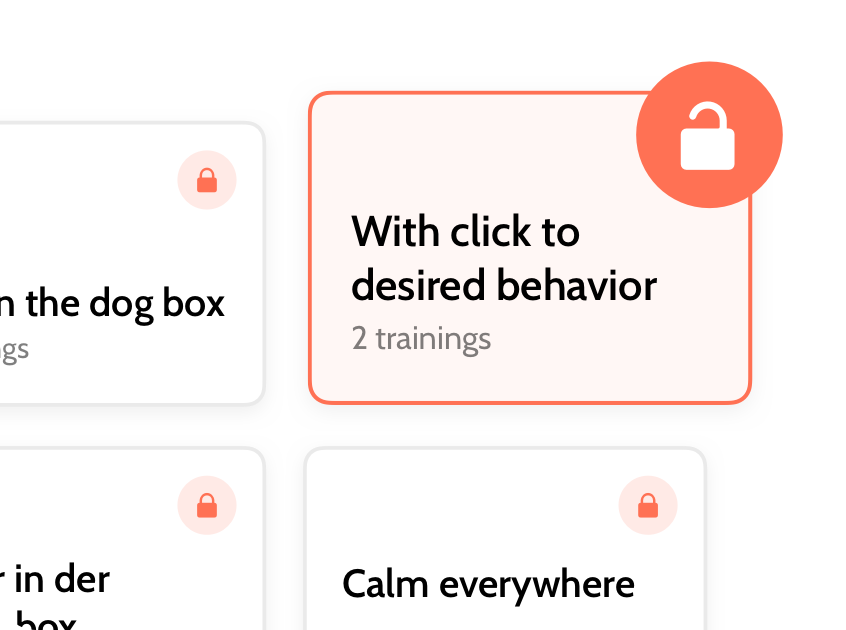 With click to
desired behavior
2 trainings
n the dog box
gs
in der
box
Calm everywhere